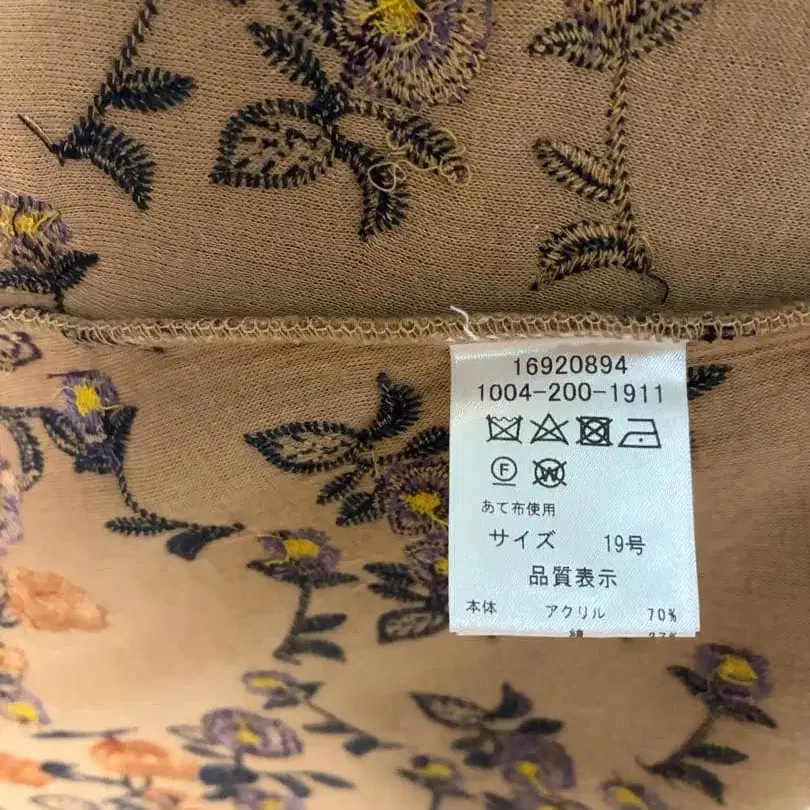 16920894
1004-200-1911
F W
あて布使用
サイズ 19号
品質表示
本体 アクリル 70%